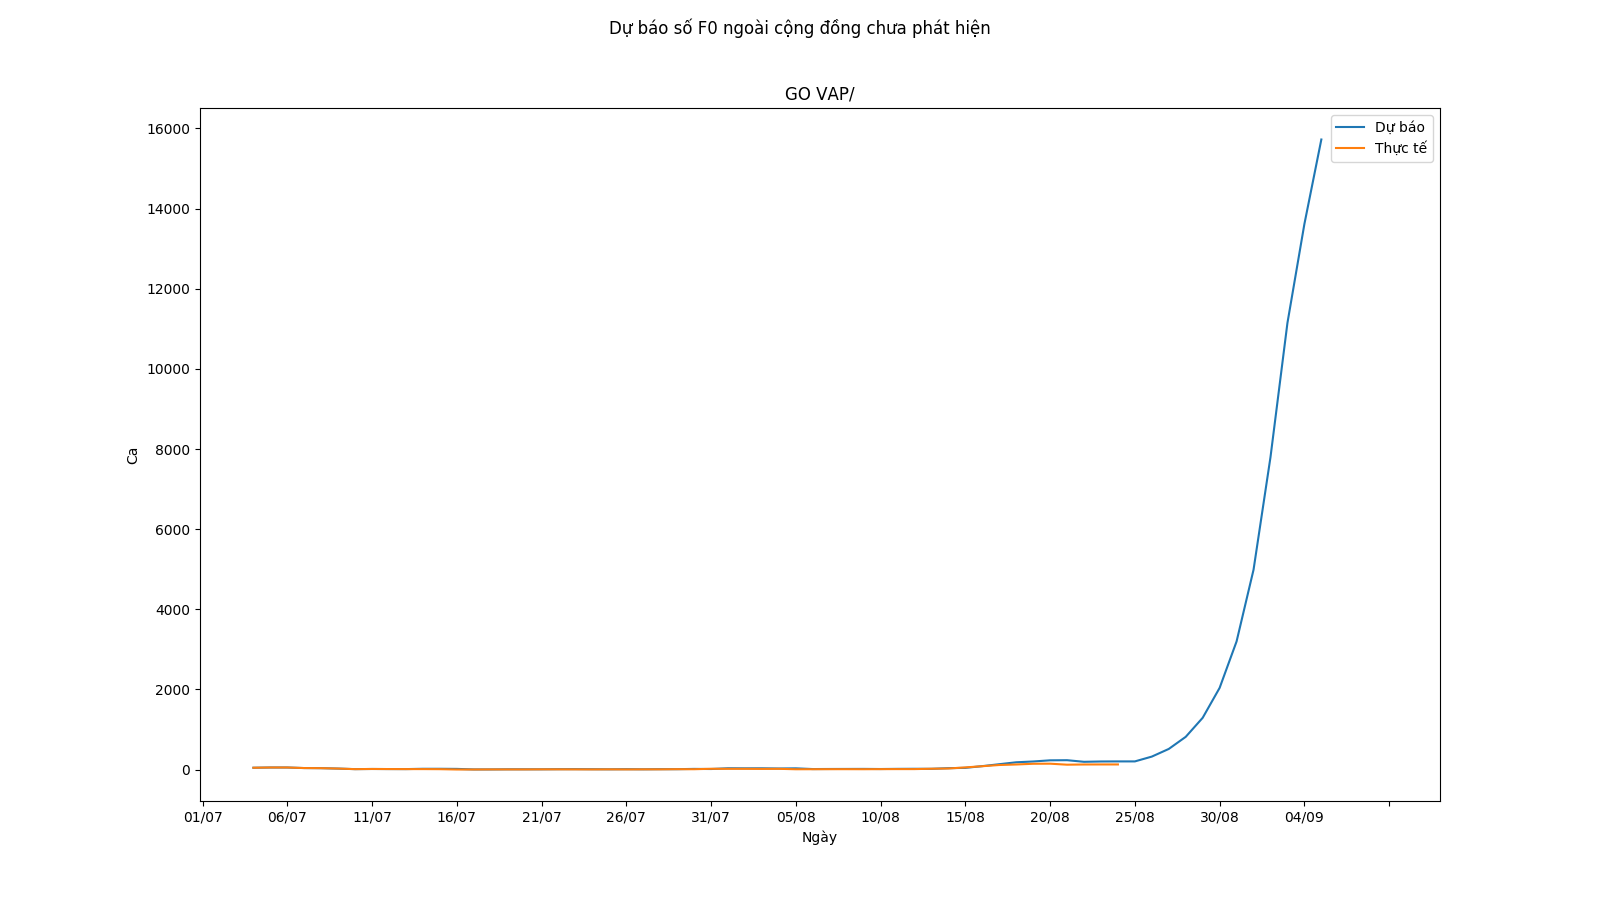 Dự báo số F0 ngoài cộng đồng chưa phát hiện
GO VAP/
Dự báo
Thực tế
16000
14000
12000
10000
8000
6000
4000
2000
0
Ca
01/07 06/07 11/07 16/07 21/07 26/07 31/07 05/08 10/08 15/08 20/08 25/08 30/08 04/09
Ngày